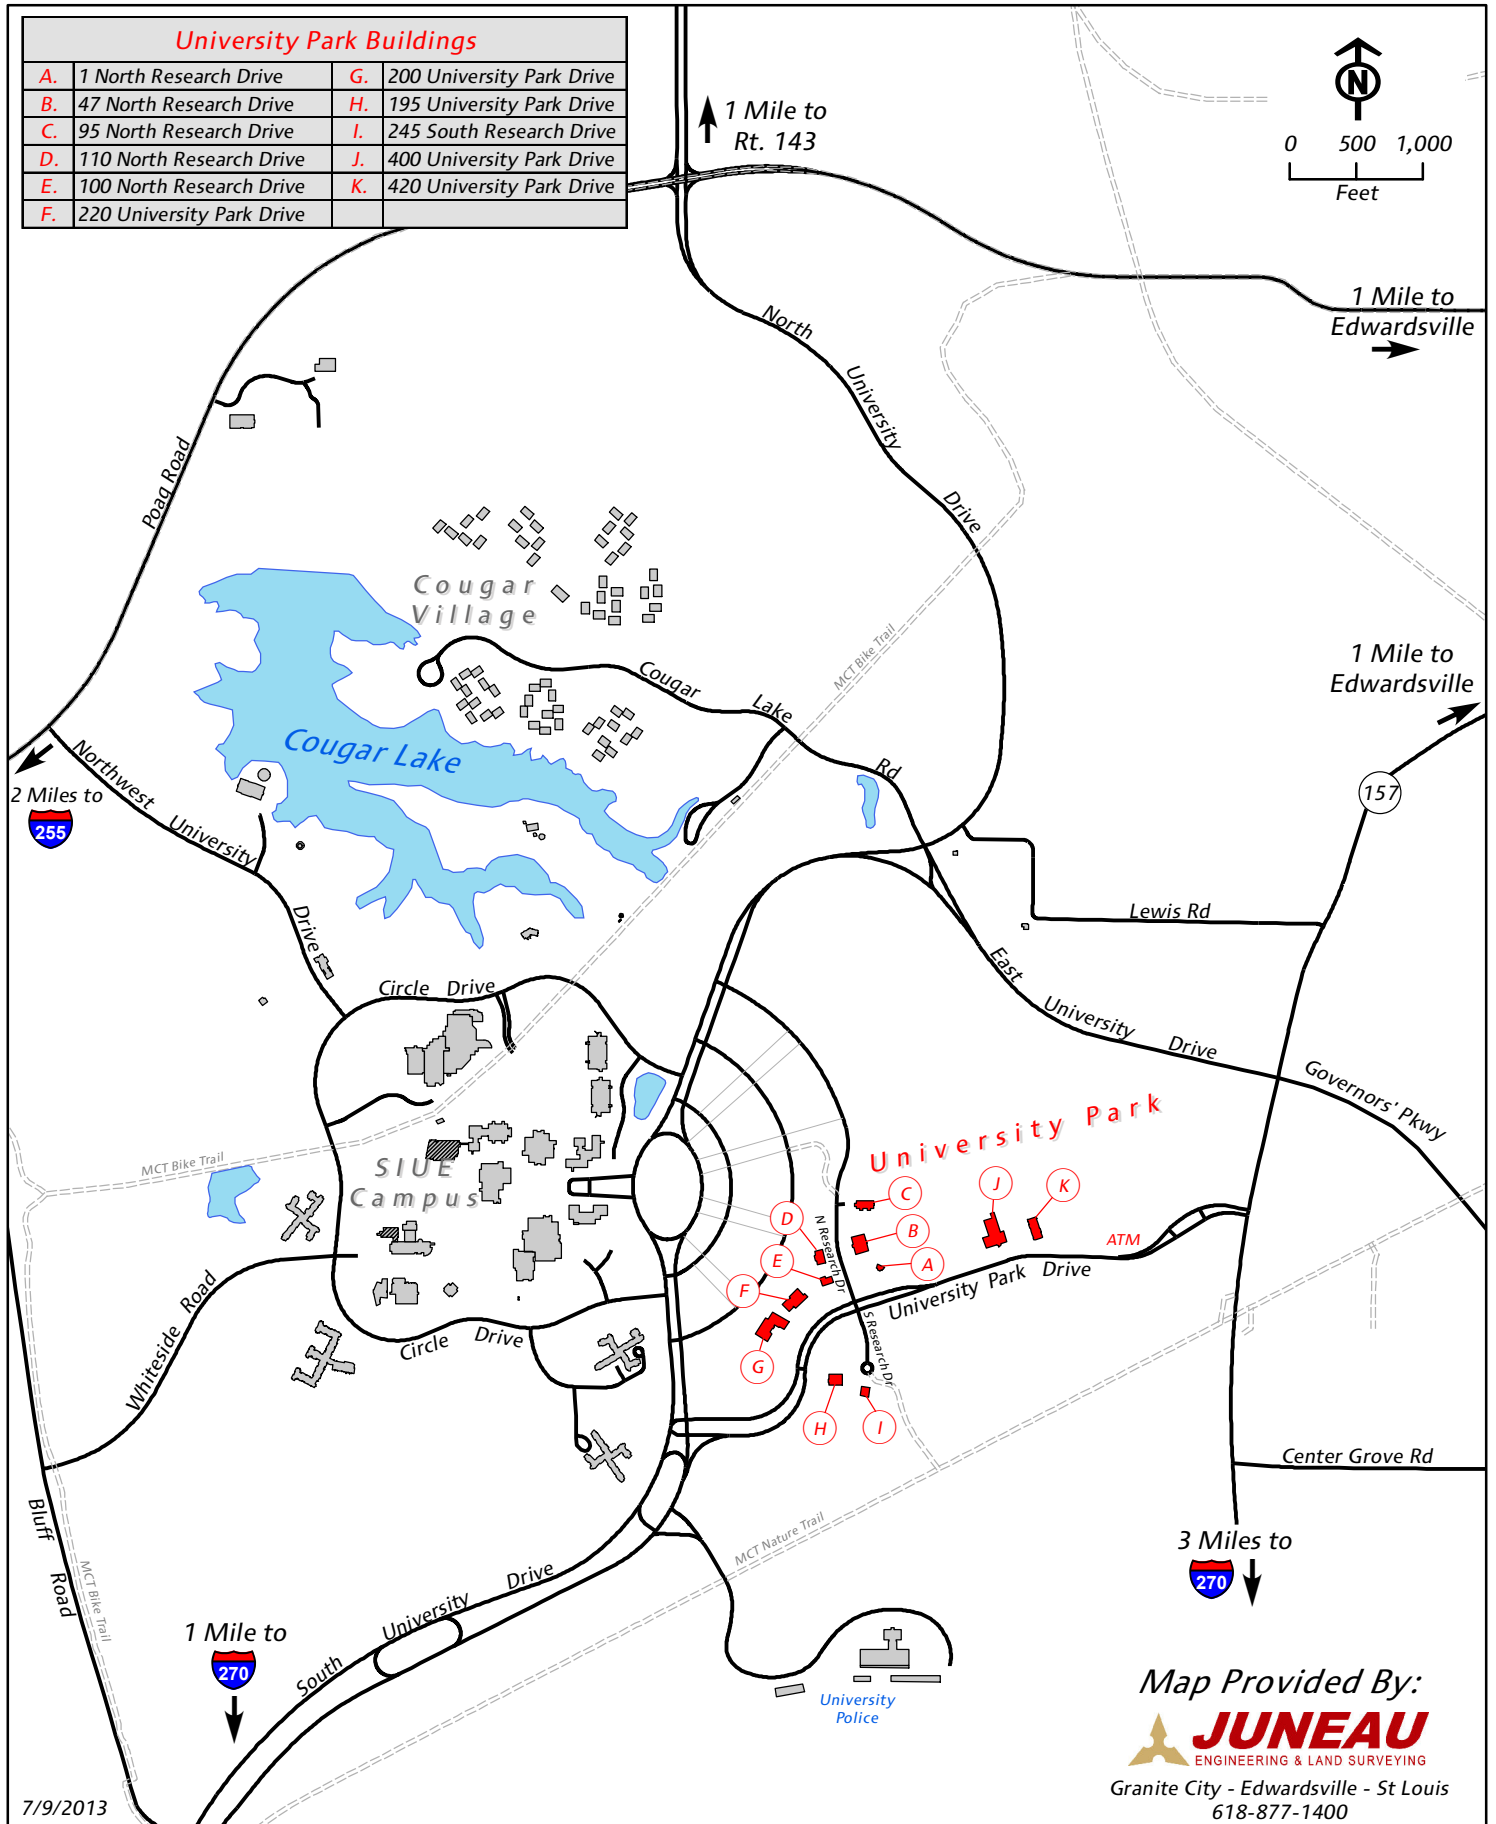 University Park Buildings
A. 1 North Research Drive G. 200 University Park Drive
B. 47 North Research Drive H. 195 University Park Drive
C. 95 North Research Drive I. 245 South Research Drive
D. 110 North Research Drive J. 400 University Park Drive
E. 100 North Research Drive K. 420 University Park Drive
F. 220 University Park Drive
1 Mile to
Rt. 143
N
0 500 1,000
Feet
1 Mile to
Edwardsville
North University Drive
Poag Road
Cougar
Village
MCT Bike Trail
Cougar Lake Rd
1 Mile to
Edwardsville
Cougar Lake
157
Northwest University Drive
2 Miles to
255
Lewis Rd
East University Drive
Governors' Pkwy
Circle Drive
University Park
MCT Bike Trail
SIUE
Campus
C
J
K
D
B
E
A
F
G
H
I
N Research Dr
S Research Dr
ATM
University Park Drive
Whiteside Road
Circle Drive
Center Grove Rd
Bluff Road
MCT Bike Trail
MCT Nature Trail
3 Miles to
270
South University Drive
1 Mile to
270
University
Police
Map Provided By:
JUNEAU
ENGINEERING & LAND SURVEYING
Granite City - Edwardsville - St Louis
618-877-1400
7/9/2013